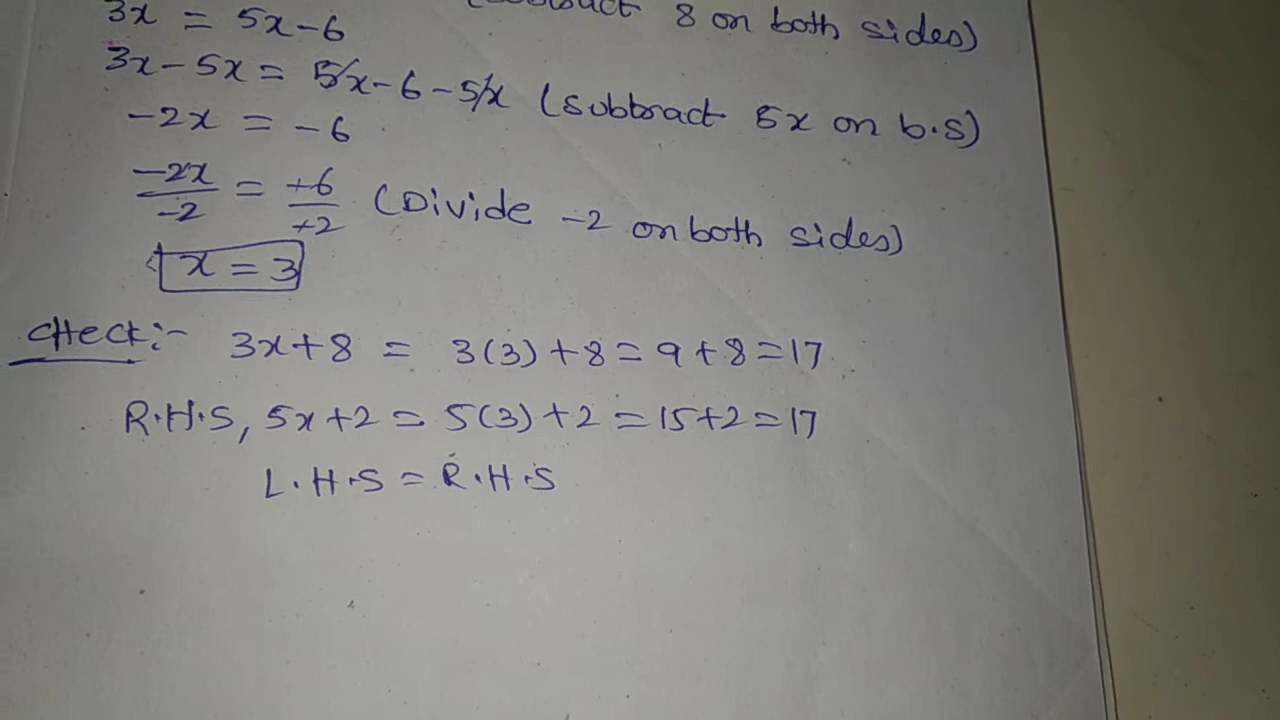 3x = 5x-6 8 on both sides)
3x-5x = 5x-6-5x (subtract 5x on b.s)
-2x = -6
-2x/-2 = +6/+2 (Divide -2 on both sides)
x = 3
CHECK:- 3x+8 = 3(3)+8=9+8=17
R.H.S, 5x+2 = 5(3)+2=15+2=17
L.H.S = R.H.S